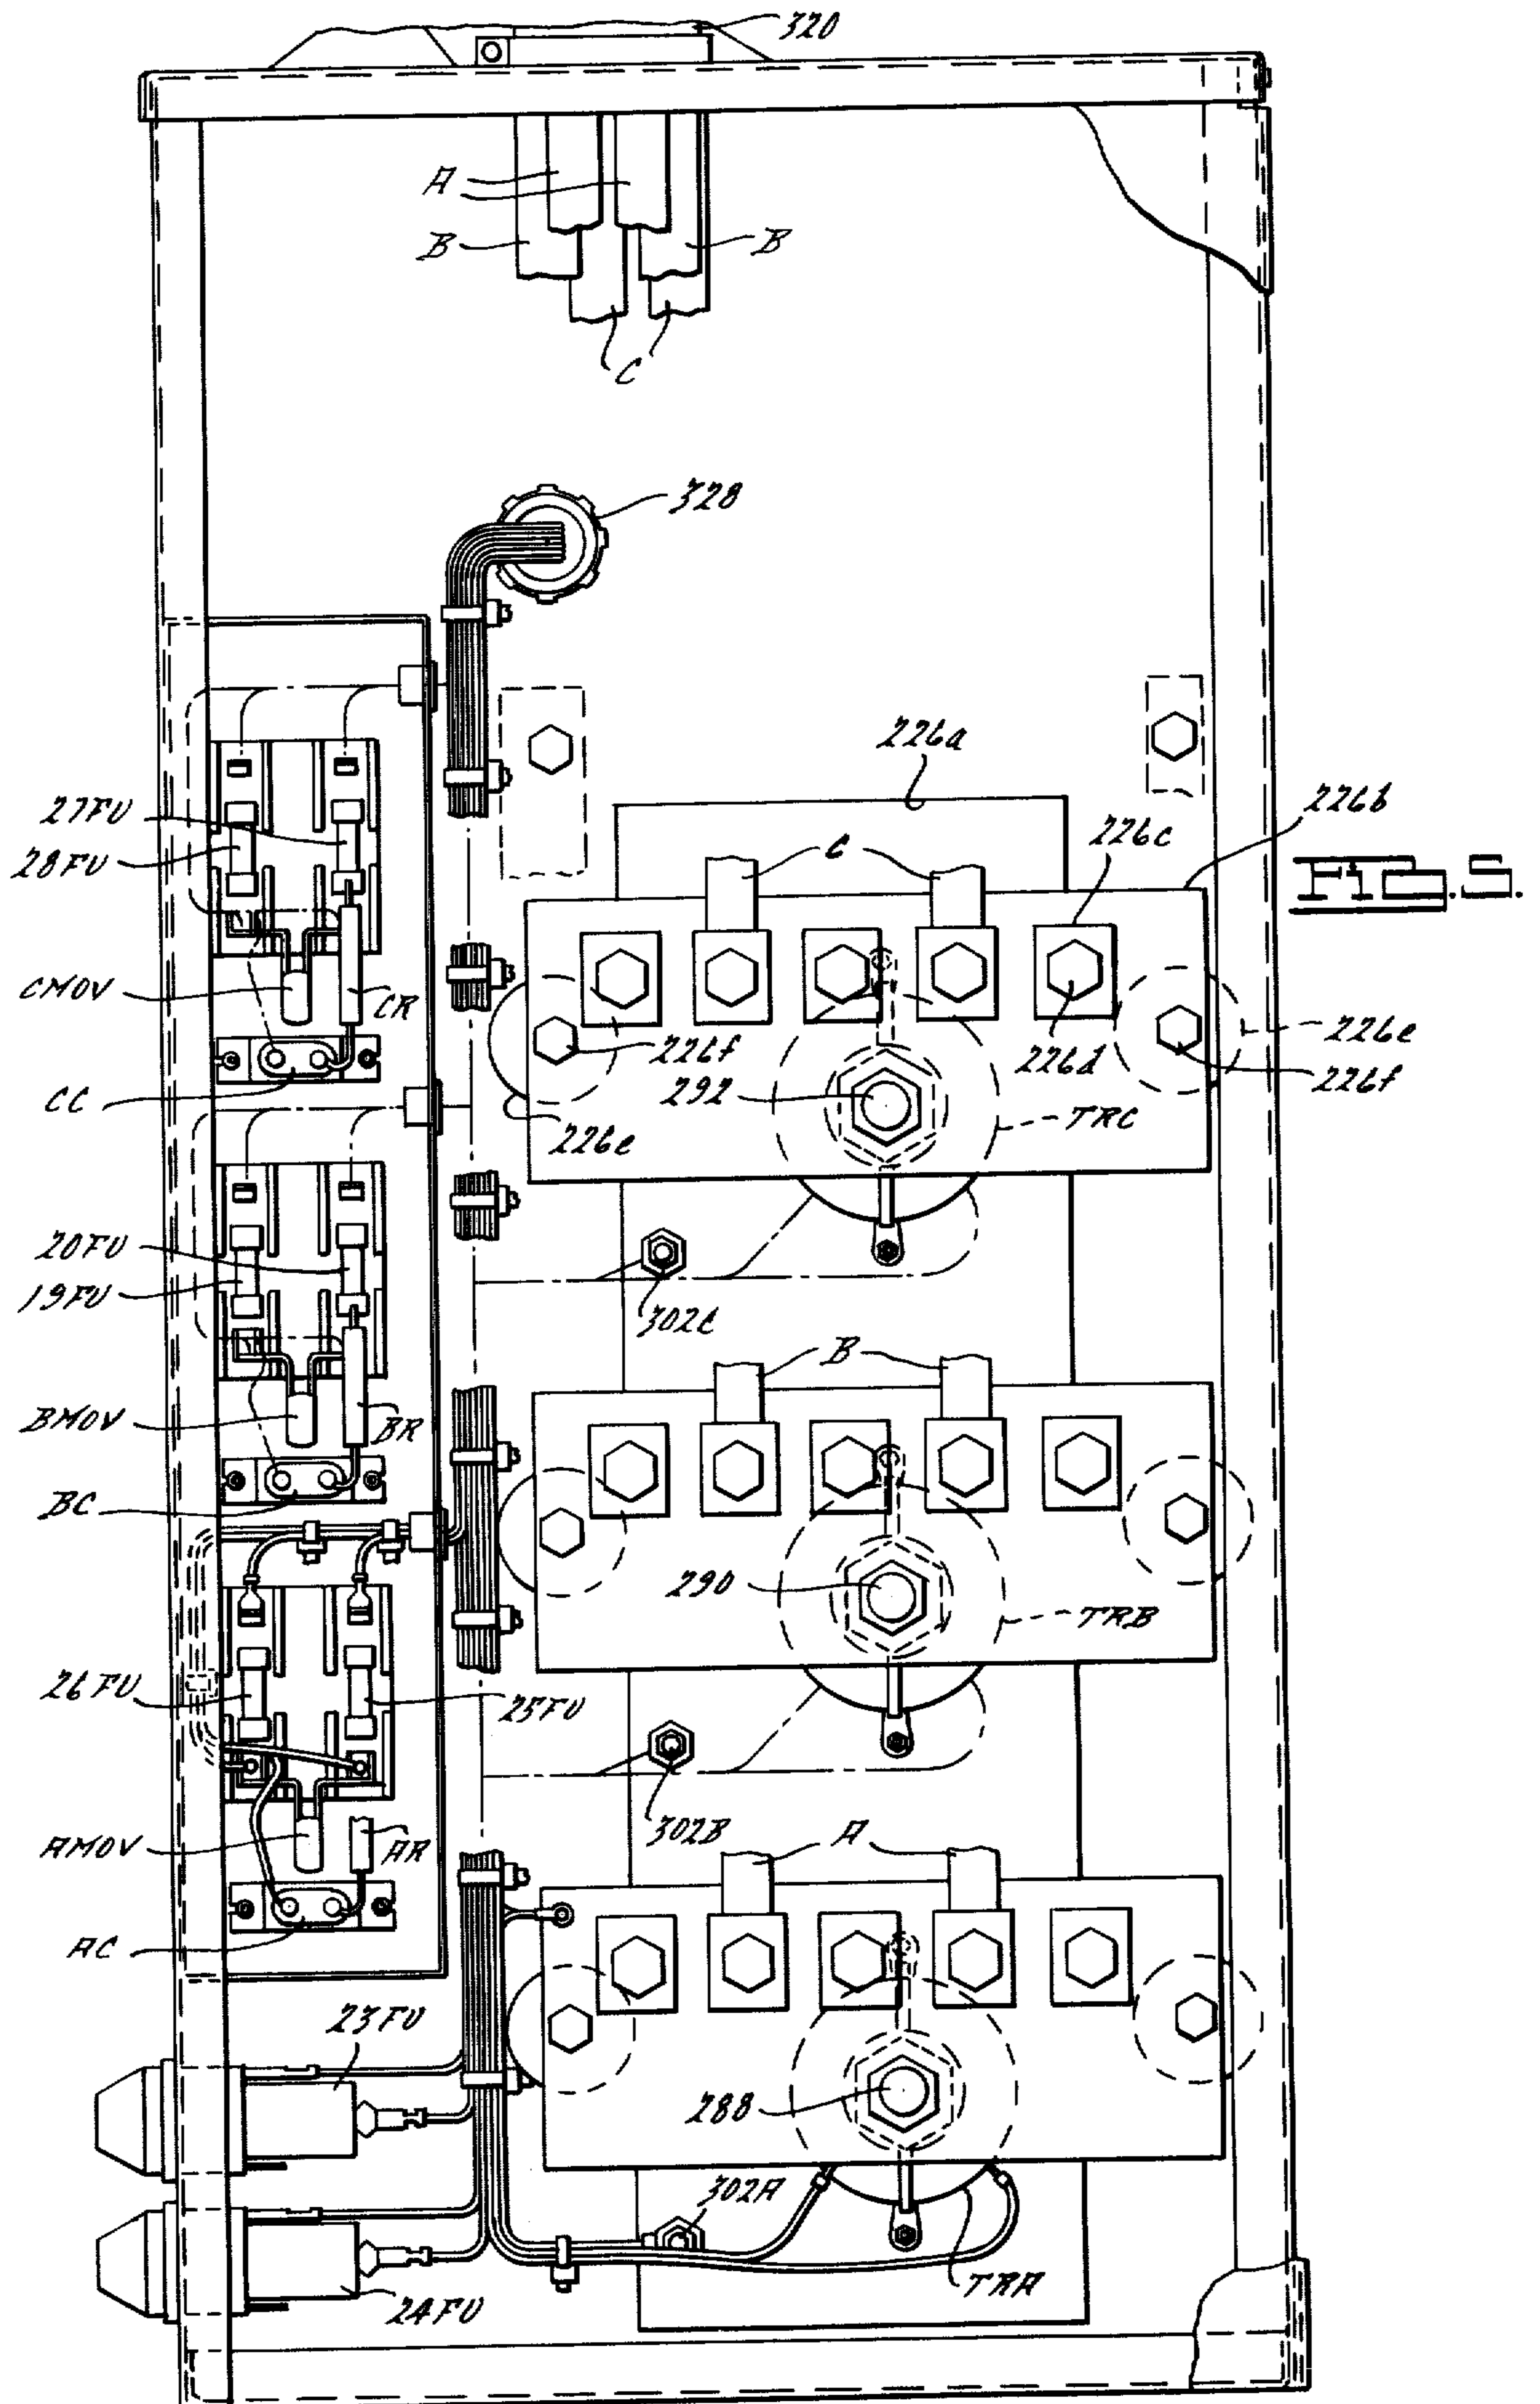 320
A
B
B
C
328
226a
226b
27FU
28FU
C
226c
FIG. 5.
CMOV
CR
226f
226d
226e
226f
292
CC
226e
TRC
20FU
19FU
302C
B
BMOV
BR
BC
290
TRB
26FU
25FU
302B
A
AMOV
AR
AC
23FU
288
302A
24FU
TRA